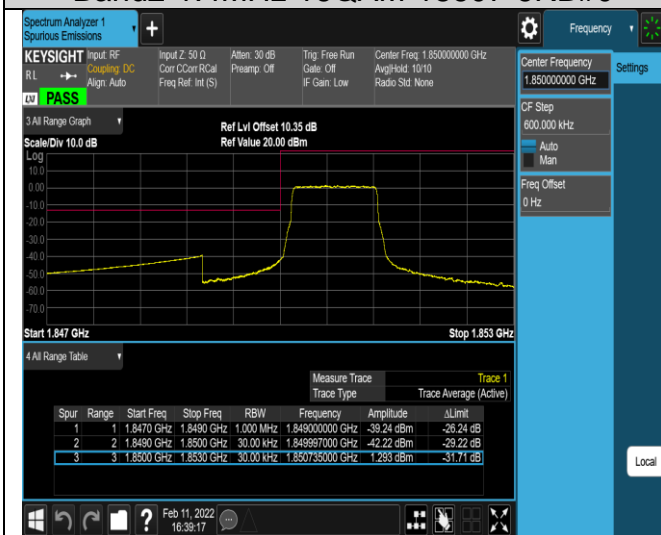 Spectrum Analyzer 1
Spurious Emissions
+
Frequency
KEYSIGHT Input: RF Input Z: 50 Ω Atten: 30 dB Trig: Free Run Center Freq: 1.850000000 GHz
RL Coupling: DC Corr CCorr RCal Preamp: Off Gate: Off Avg|Hold: 10/10
Align: Auto Freq Ref: Int (S) IF Gain: Low Radio Std: None
LXI PASS
Center Frequency
1.850000000 GHz
Settings
CF Step
600.000 kHz
Auto
Man
Freq Offset
0 Hz
3 All Range Graph
Ref Lvl Offset 10.35 dB
Scale/Div 10.0 dB Ref Value 20.00 dBm
Log
10.0
0.00
-10.0
-20.0
-30.0
-40.0
-50.0
-60.0
-70.0
Start 1.847 GHz Stop 1.853 GHz
4 All Range Table
Measure Trace Trace 1
Trace Type Trace Average (Active)
Spur Range Start Freq Stop Freq RBW Frequency Amplitude ΔLimit
1 1 1.8470 GHz 1.8490 GHz 1.000 MHz 1.849000000 GHz -39.24 dBm -26.24 dB
2 2 1.8490 GHz 1.8500 GHz 30.00 kHz 1.849997000 GHz -42.22 dBm -29.22 dB
3 3 1.8500 GHz 1.8530 GHz 30.00 kHz 1.850735000 GHz 1.293 dBm -31.71 dB
Local
?
Feb 11, 2022
16:39:17